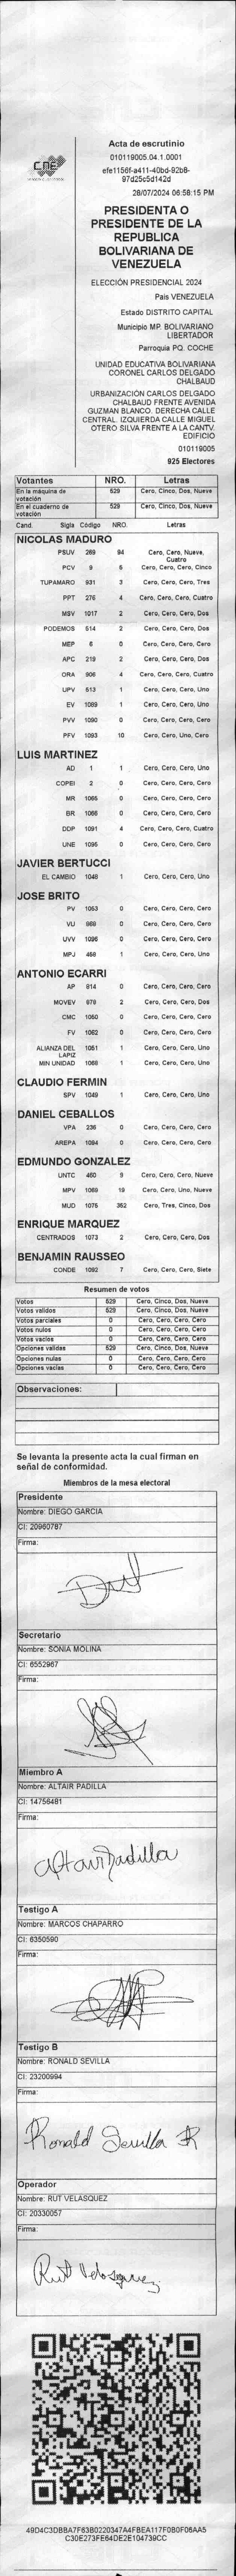 CNE
Acta de escrutinio
010119005.04.1.0001
efe1156f-a411-40bd-92b8-
97d25c5d142d
28/07/2024 06:58:15 PM
PRESIDENTA O
PRESIDENTE DE LA
REPUBLICA
BOLIVARIANA DE
VENEZUELA
ELECCIÓN PRESIDENCIAL 2024
Pais VENEZUELA
Estado DISTRITO CAPITAL
Municipio MP. BOLIVARIANO
LIBERTADOR
Parroquia PQ. COCHE
UNIDAD EDUCATIVA BOLIVARIANA
CORONEL CARLOS DELGADO
CHALBAUD
URBANIZACIÓN CARLOS DELGADO
CHALBAUD FRENTE AVENIDA
GUZMAN BLANCO. DERECHA CALLE
CENTRAL. IZQUIERDA CALLE MIGUEL
OTERO SILVA FRENTE A LA CANTV.
EDIFICIO
010119005
925 Electores
Votantes NRO. Letras
En la máquina de votación 529 Cero, Cinco, Dos, Nueve
En el cuaderno de votación 529 Cero, Cinco, Dos, Nueve
Cand. Sigla Código NRO. Letras
NICOLAS MADURO
PSUV 269 94 Cero, Cero, Nueve, Cuatro
PCV 9 5 Cero, Cero, Cero, Cinco
TUPAMARO 931 3 Cero, Cero, Cero, Tres
PPT 276 4 Cero, Cero, Cero, Cuatro
MSV 1017 2 Cero, Cero, Cero, Dos
PODEMOS 514 2 Cero, Cero, Cero, Dos
MEP 6 0 Cero, Cero, Cero, Cero
APC 219 2 Cero, Cero, Cero, Dos
ORA 906 4 Cero, Cero, Cero, Cuatro
UPV 513 1 Cero, Cero, Cero, Uno
EV 1089 1 Cero, Cero, Cero, Uno
PVV 1090 0 Cero, Cero, Cero, Cero
PFV 1093 10 Cero, Cero, Uno, Cero
LUIS MARTINEZ
AD 1 1 Cero, Cero, Cero, Uno
COPEI 2 0 Cero, Cero, Cero, Cero
MR 1065 0 Cero, Cero, Cero, Cero
BR 1066 0 Cero, Cero, Cero, Cero
DDP 1091 4 Cero, Cero, Cero, Cuatro
UNE 1095 0 Cero, Cero, Cero, Cero
JAVIER BERTUCCI
EL CAMBIO 1048 1 Cero, Cero, Cero, Uno
JOSE BRITO
PV 1053 0 Cero, Cero, Cero, Cero
VU 969 0 Cero, Cero, Cero, Cero
UVV 1096 0 Cero, Cero, Cero, Cero
MPJ 459 1 Cero, Cero, Cero, Uno
ANTONIO ECARRI
AP 914 0 Cero, Cero, Cero, Cero
MOVEV 979 2 Cero, Cero, Cero, Dos
CMC 1050 0 Cero, Cero, Cero, Cero
FV 1062 0 Cero, Cero, Cero, Cero
ALIANZA DEL LAPIZ 1051 1 Cero, Cero, Cero, Uno
MIN UNIDAD 1068 1 Cero, Cero, Cero, Uno
CLAUDIO FERMIN
SPV 1049 1 Cero, Cero, Cero, Uno
DANIEL CEBALLOS
VPA 236 0 Cero, Cero, Cero, Cero
AREPA 1094 0 Cero, Cero, Cero, Cero
EDMUNDO GONZALEZ
UNTC 460 9 Cero, Cero, Cero, Nueve
MPV 1069 19 Cero, Cero, Uno, Nueve
MUD 1075 352 Cero, Tres, Cinco, Dos
ENRIQUE MARQUEZ
CENTRADOS 1073 2 Cero, Cero, Cero, Dos
BENJAMIN RAUSSEO
CONDE 1092 7 Cero, Cero, Cero, Siete
Resumen de votos
Votos 529 Cero, Cinco, Dos, Nueve
Votos validos 529 Cero, Cinco, Dos, Nueve
Votos parciales 0 Cero, Cero, Cero, Cero
Votos nulos 0 Cero, Cero, Cero, Cero
Votos vacios 0 Cero, Cero, Cero, Cero
Opciones validas 529 Cero, Cinco, Dos, Nueve
Opciones nulas 0 Cero, Cero, Cero, Cero
Opciones vacias 0 Cero, Cero, Cero, Cero
Observaciones:
Se levanta la presente acta la cual firman en
señal de conformidad.
Miembros de la mesa electoral
Presidente
Nombre: DIEGO GARCIA
CI: 20960787
Firma:
Secretario
Nombre: SONIA MOLINA
CI: 6552967
Firma:
Miembro A
Nombre: ALTAIR PADILLA
CI: 14756481
Firma:
Altair Padilla
Testigo A
Nombre: MARCOS CHAPARRO
CI: 6350590
Firma:
Testigo B
Nombre: RONALD SEVILLA
CI: 23200994
Firma:
Ronald Sevilla R
Operador
Nombre: RUT VELASQUEZ
CI: 20330057
Firma:
Rut Velasquez
49D4C3DBBA7F63B0220347A4FBEA117F0B0F06AA5
C30E273FE64DE2E104739CC